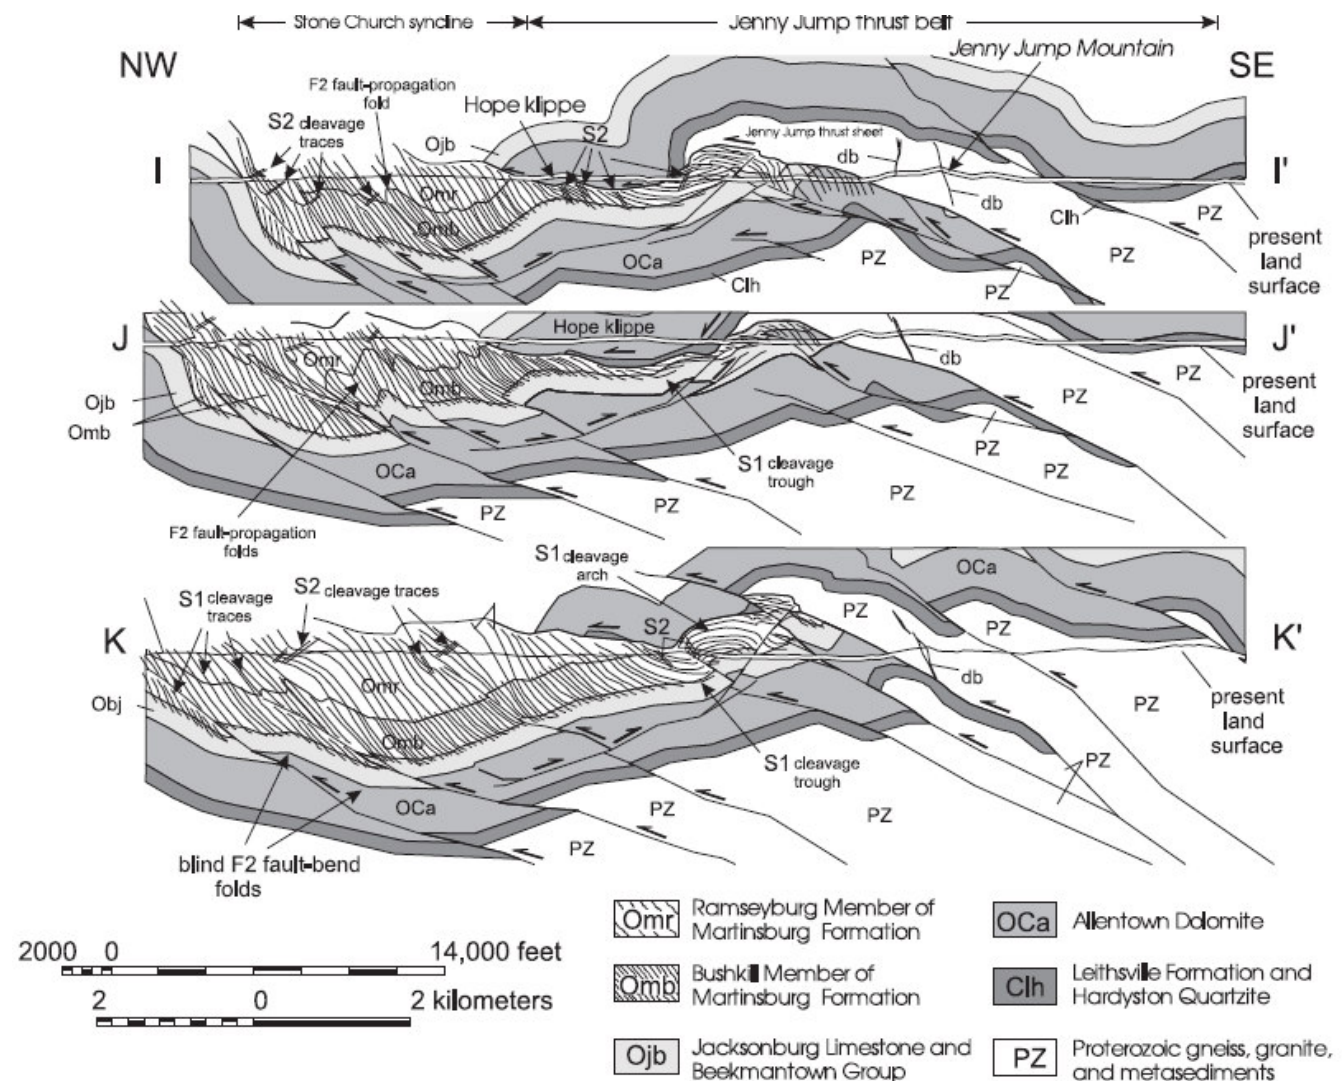 Stone Church syncline
Jenny Jump thrust belt
NW
SE
Jenny Jump Mountain
F2 fault-propagation
fold
Hope klippe
S2 cleavage
traces
S2
Ojb
Jenny Jump thrust sheet
db
I
I'
Omr
Omb
db
Clh
PZ
OCa
PZ
PZ
Clh
PZ
present
land
surface
J
Hope klippe
J'
Omr
db
PZ
Omb
PZ
present
land
surface
Ojb
Omb
PZ
S1 cleavage
trough
PZ
OCa
PZ
PZ
PZ
F2 fault-propagation
folds
S1 cleavage
arch
OCa
S1 cleavage
traces
S2 cleavage traces
PZ
PZ
K
S2
K'
db
Omr
Obj
PZ
present
land
surface
Omb
S1 cleavage
trough
PZ
OCa
PZ
PZ
PZ
blind F2 fault-bend
folds
Omr Ramseyburg Member of
Martinsburg Formation
OCa Allentown Dolomite
2000 0 14,000 feet
Omb Bushkill Member of
Martinsburg Formation
Clh Leithsville Formation and
Hardyston Quartzite
2 0 2 kilometers
Ojb Jacksonburg Limestone and
Beekmantown Group
PZ Proterozoic gneiss, granite,
and metasediments